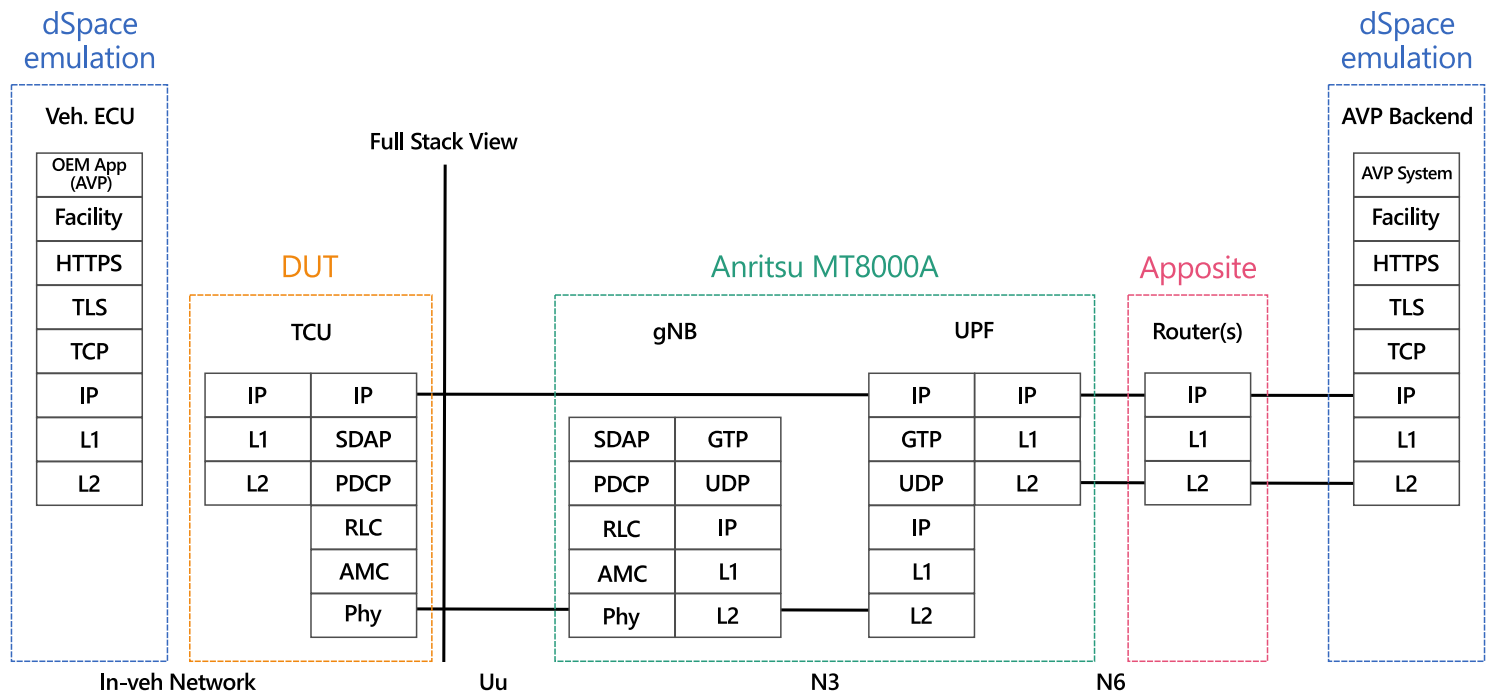 dSpace
emulation
Veh. ECU
OEM App
(AVP)
Facility
HTTPS
TLS
TCP
IP
L1
L2
Full Stack View
DUT
TCU
IP
L1
L2
IP
SDAP
PDCP
RLC
AMC
Phy
Anritsu MT8000A
gNB
SDAP
PDCP
RLC
AMC
Phy
GTP
UDP
IP
L1
L2
UPF
IP
GTP
UDP
IP
L1
L2
IP
L1
L2
Apposite
Router(s)
IP
L1
L2
dSpace
emulation
AVP Backend
AVP System
Facility
HTTPS
TLS
TCP
IP
L1
L2
In-veh Network
Uu
N3
N6